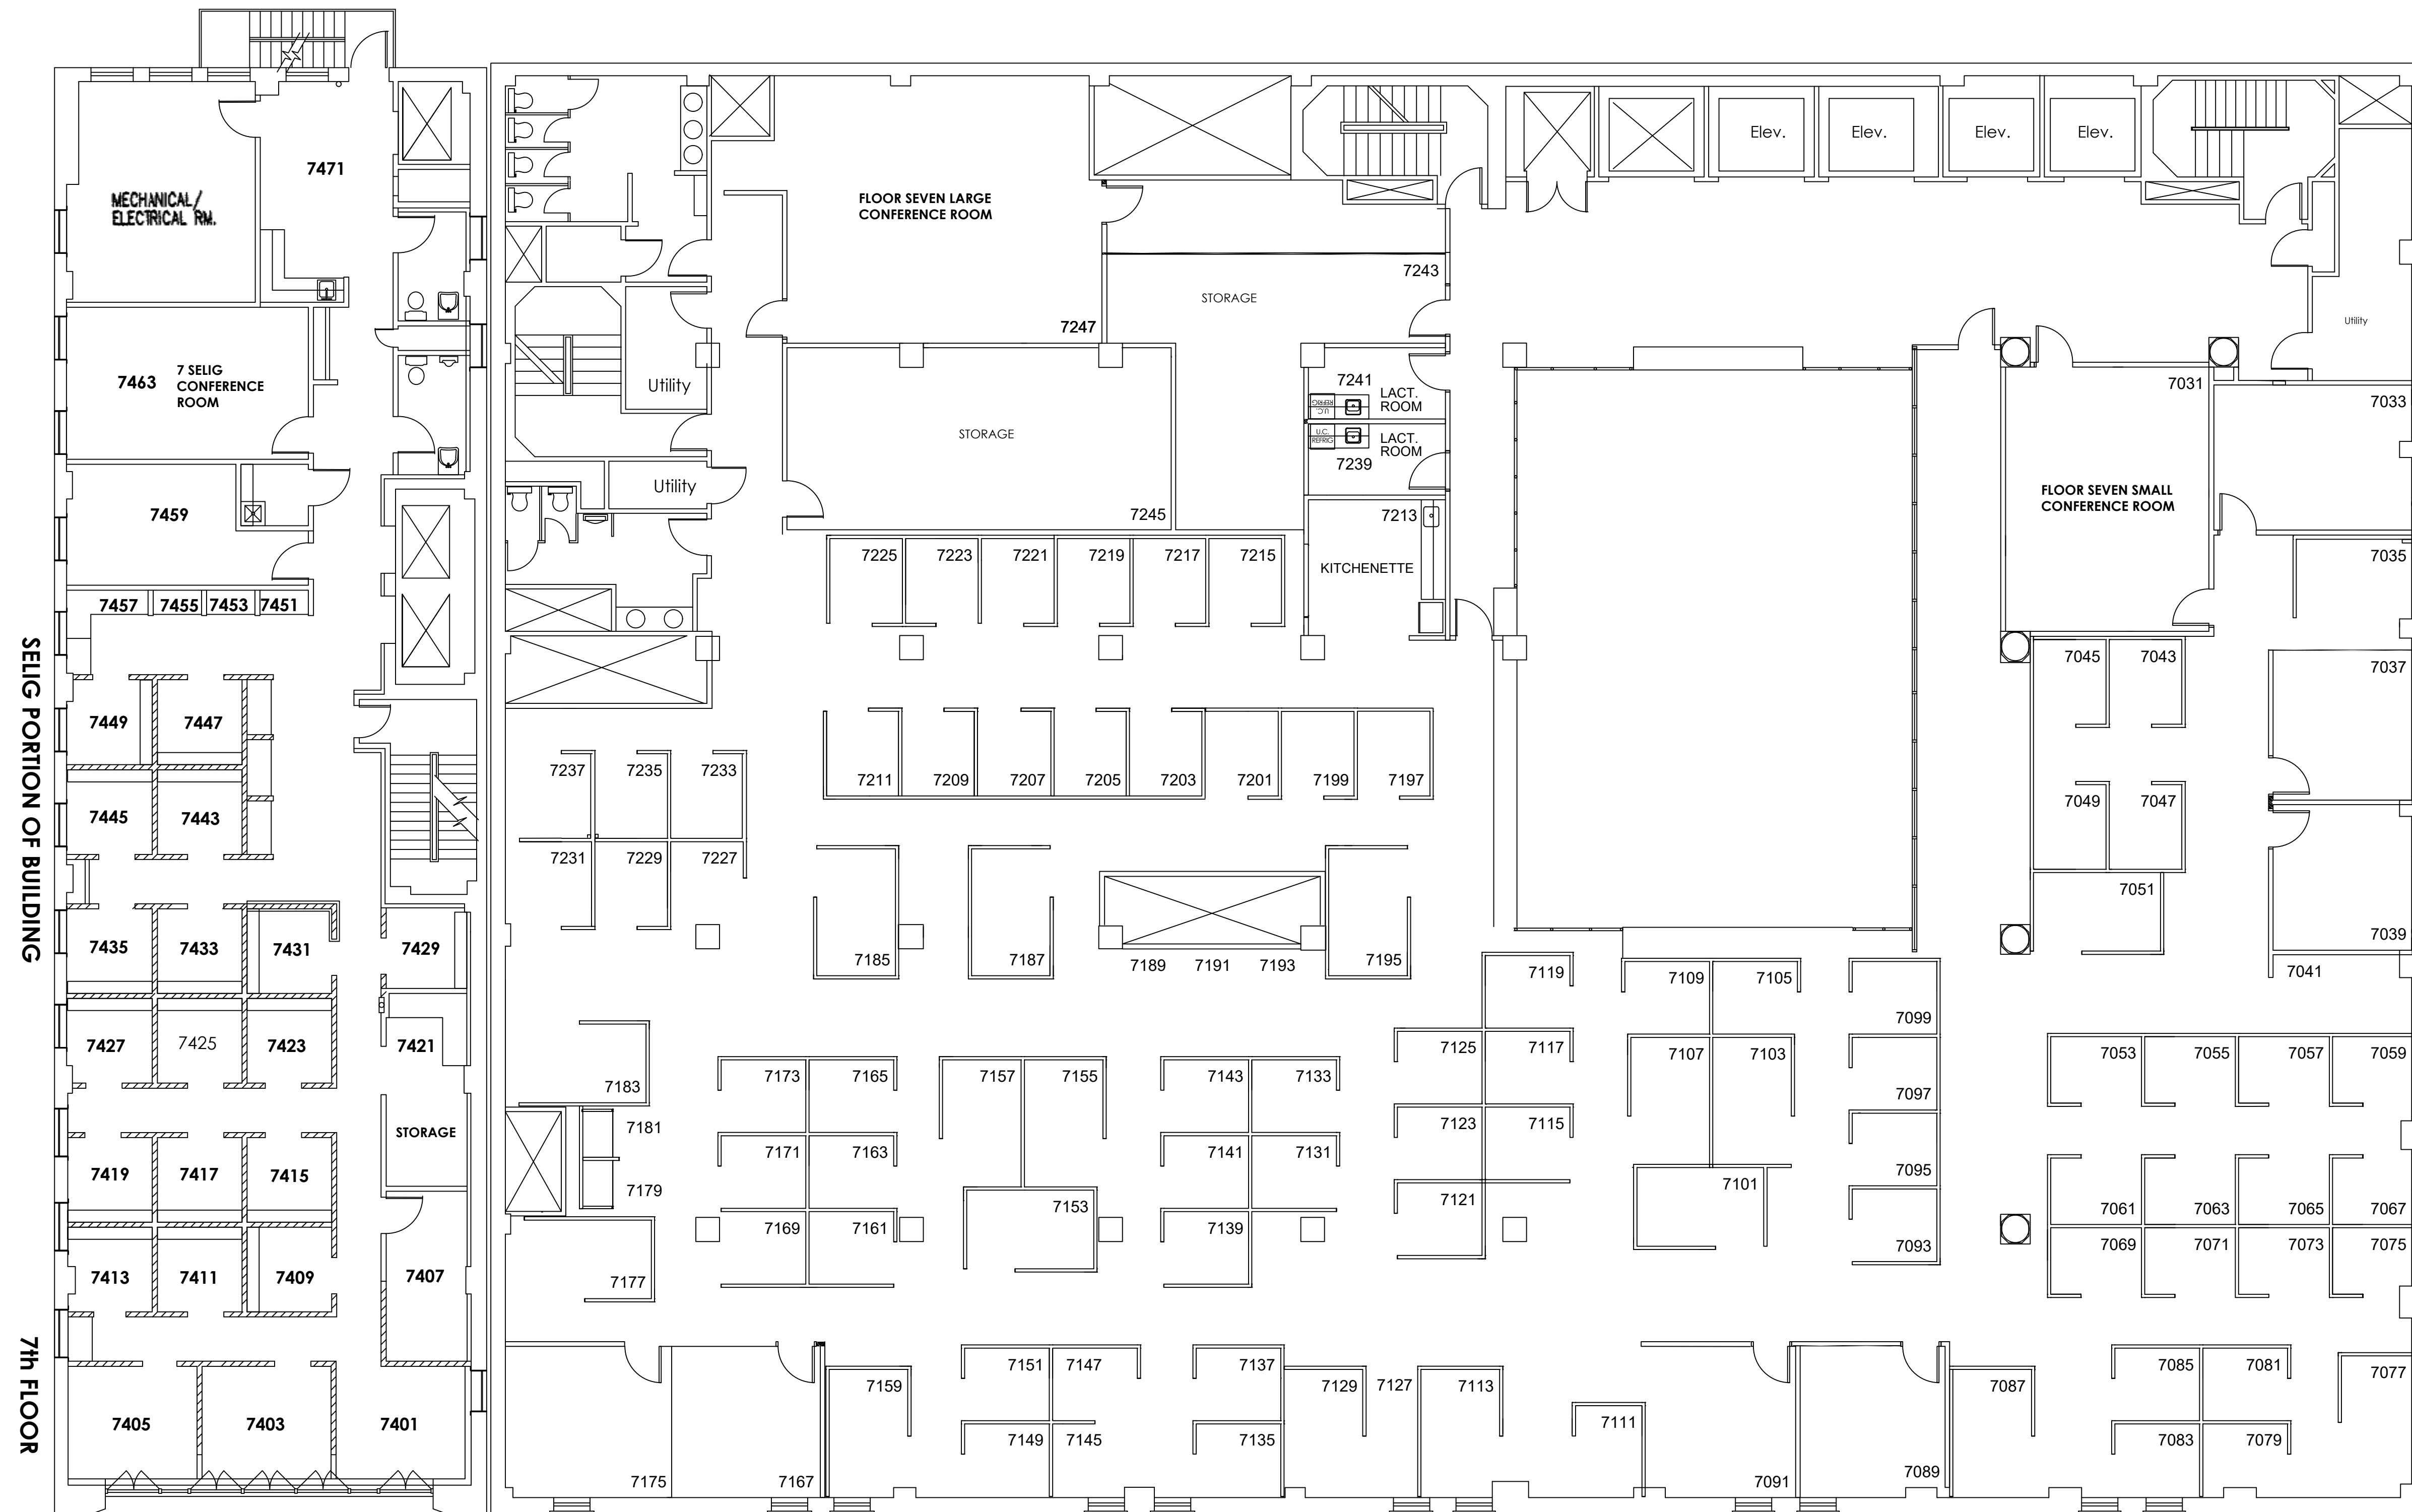 SELIG PORTION OF BUILDING
7th FLOOR
7471
MECHANICAL/
ELECTRICAL RM.
7463
7 SELIG
CONFERENCE
ROOM
7459
7457 7455 7453 7451
7449 7447
7445 7443
7435 7433 7431 7429
7427 7425 7423 7421
STORAGE
7419 7417 7415
7413 7411 7409 7407
7405 7403 7401
FLOOR SEVEN LARGE
CONFERENCE ROOM
7247
Elev. Elev. Elev. Elev.
7243
STORAGE
Utility
Utility
Utility
STORAGE
7245
7241
LACT.
ROOM
REFRIG
U.C.
U.C.
REFRIG
LACT.
ROOM
7239
7213
KITCHENETTE
7031
FLOOR SEVEN SMALL
CONFERENCE ROOM
7033
7035
7037
7039
7041
7225 7223 7221 7219 7217 7215
7211 7209 7207 7205 7203 7201 7199 7197
7237 7235 7233
7231 7229 7227
7185 7187 7189 7191 7193 7195
7045 7043
7049 7047
7051
7183
7181
7179
7177
7173 7165
7171 7163
7169 7161
7157 7155
7153
7143 7133
7141 7131
7139
7119
7125 7117
7123 7115
7121
7109 7105
7107 7103
7101
7099
7097
7095
7093
7053 7055 7057 7059
7061 7063 7065 7067
7069 7071 7073 7075
7175 7167
7159
7151 7147
7149 7145
7137
7135
7129 7127 7113
7111
7091 7089
7087
7085 7081
7083 7079
7077